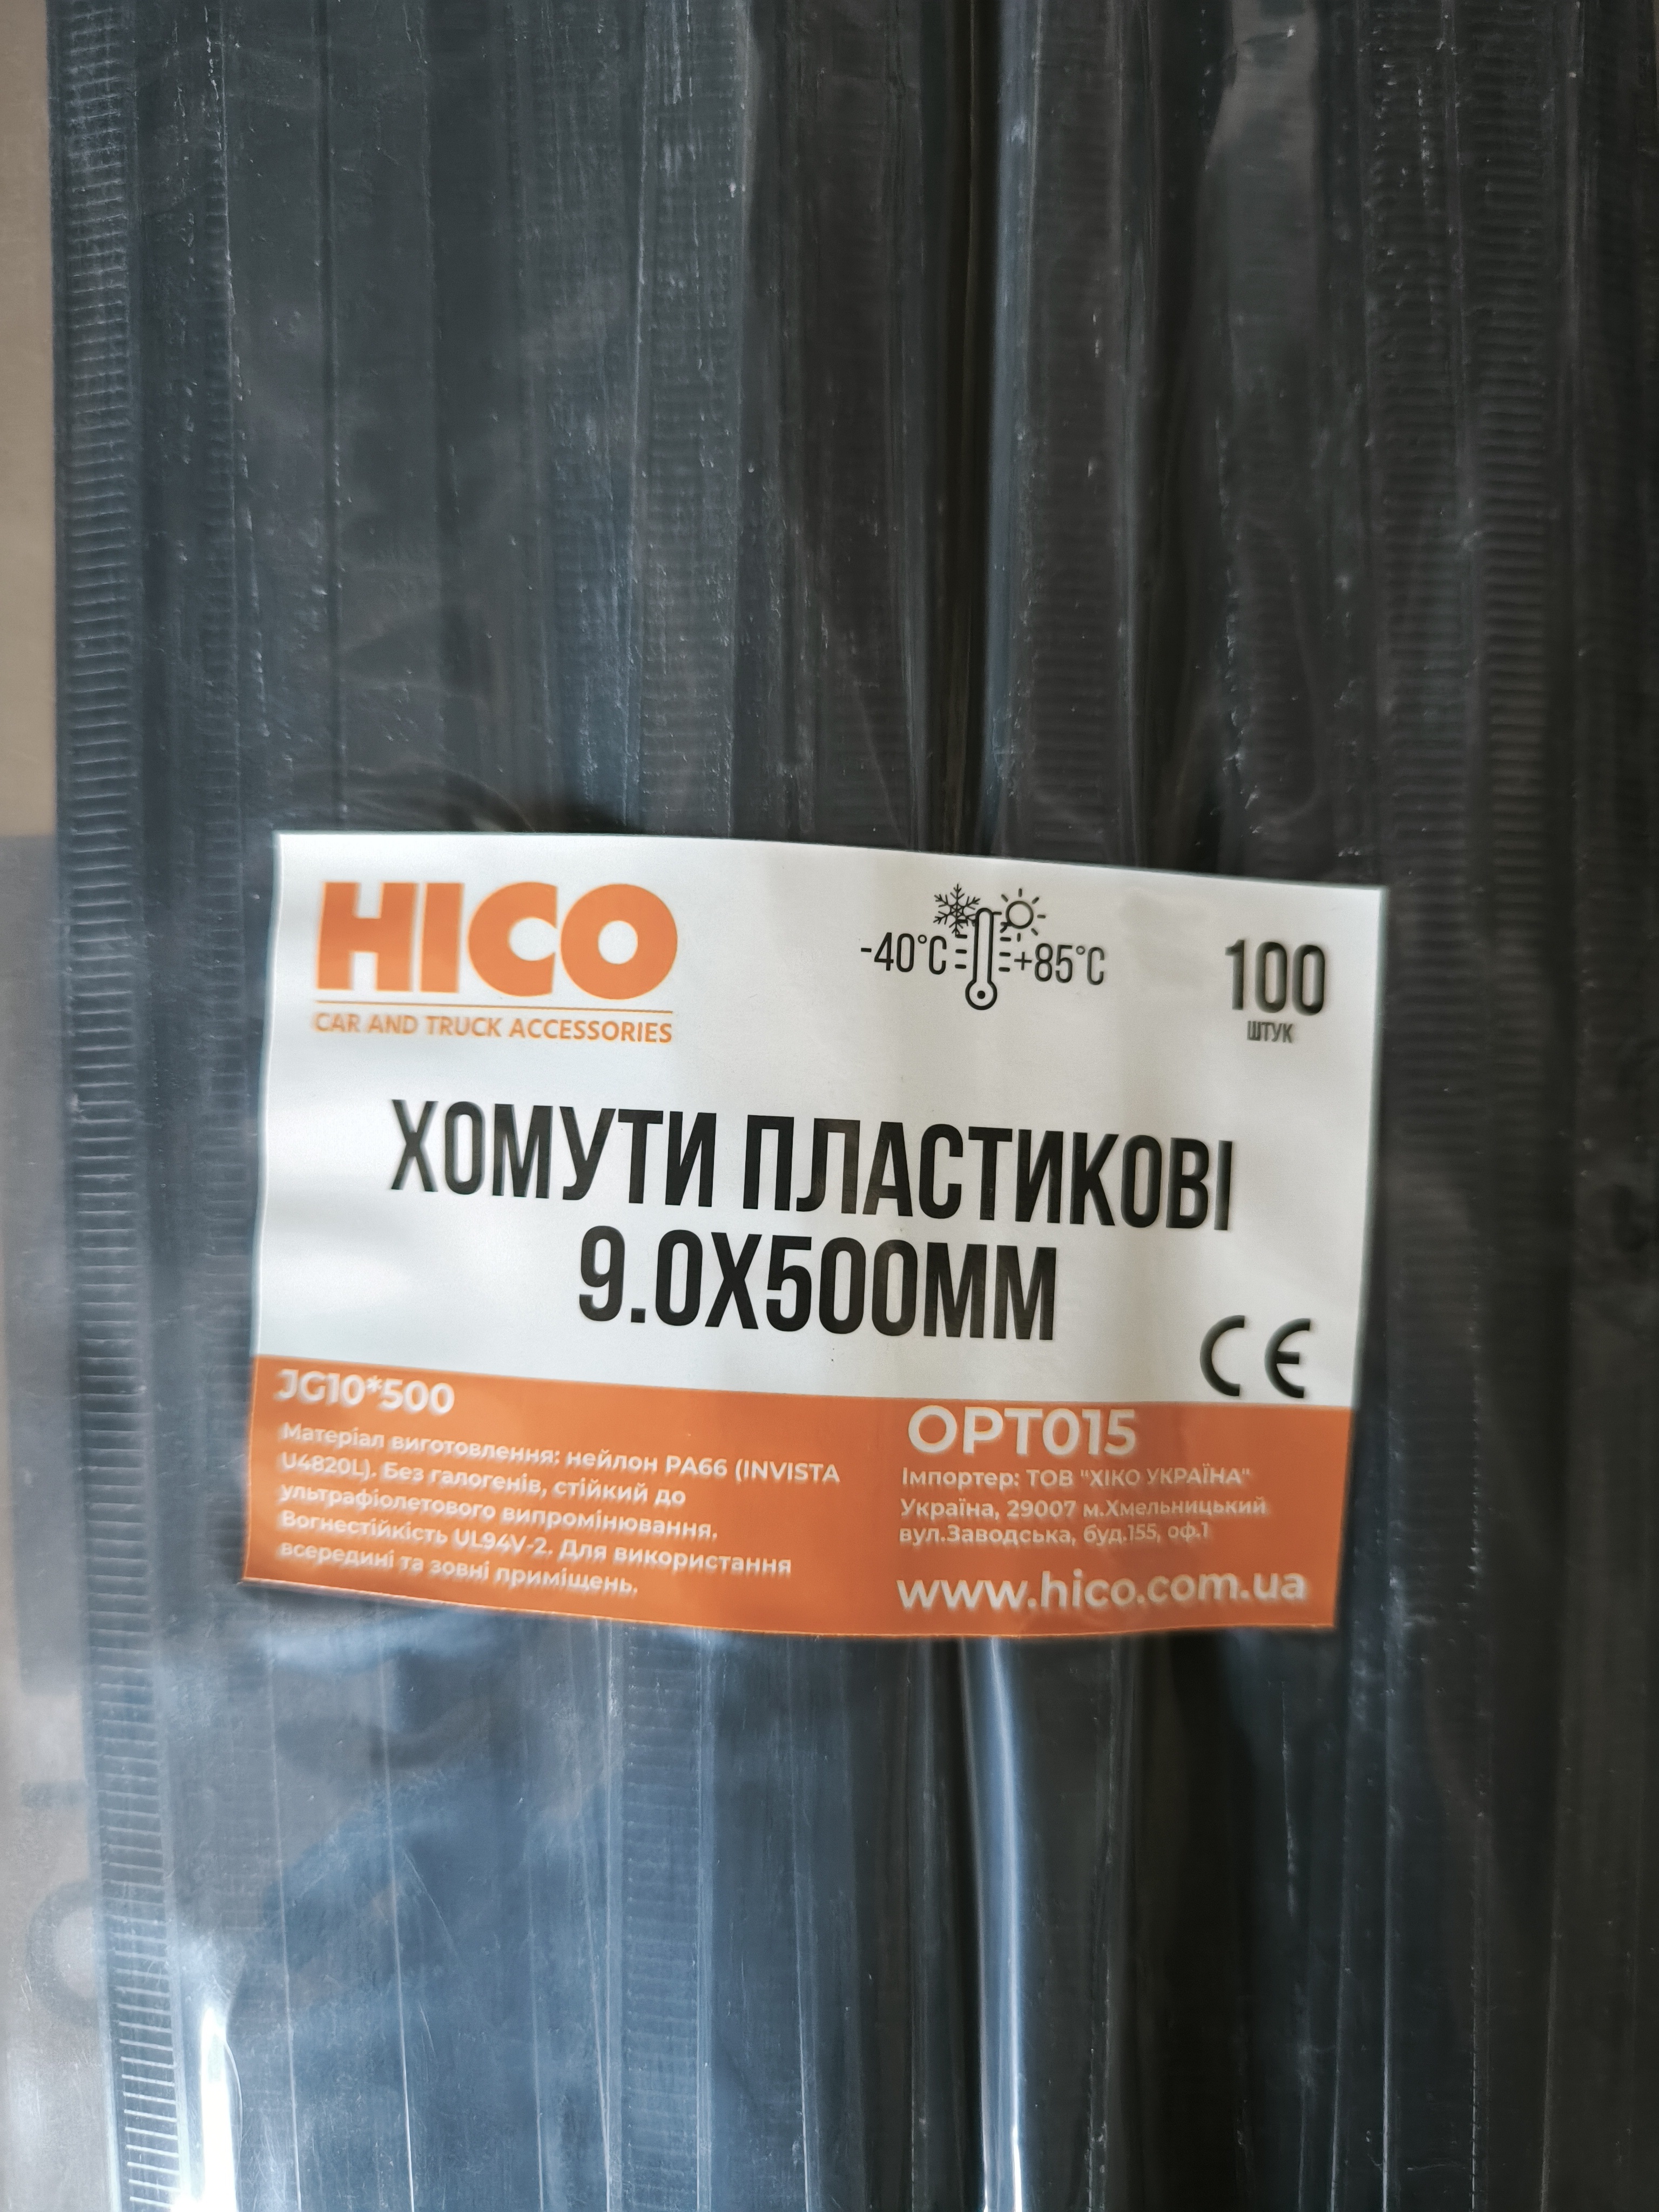 HICO
CAR AND TRUCK ACCESSORIES
-40°C +85°C
100
ШТУК
ХОМУТИ ПЛАСТИКОВІ
9.0X500ММ
CE
JG10*500
Матеріал виготовлення: нейлон PA66 (INVISTA
U4820L). Без галогенів, стійкий до
ультрафіолетового випромінювання.
Вогнестійкість UL94V-2. Для використання
всередині та зовні приміщень.
OPT015
Імпортер: ТОВ "ХІКО УКРАЇНА"
Україна, 29007 м.Хмельницький
вул.Заводська, буд.155, оф.1
www.hico.com.ua